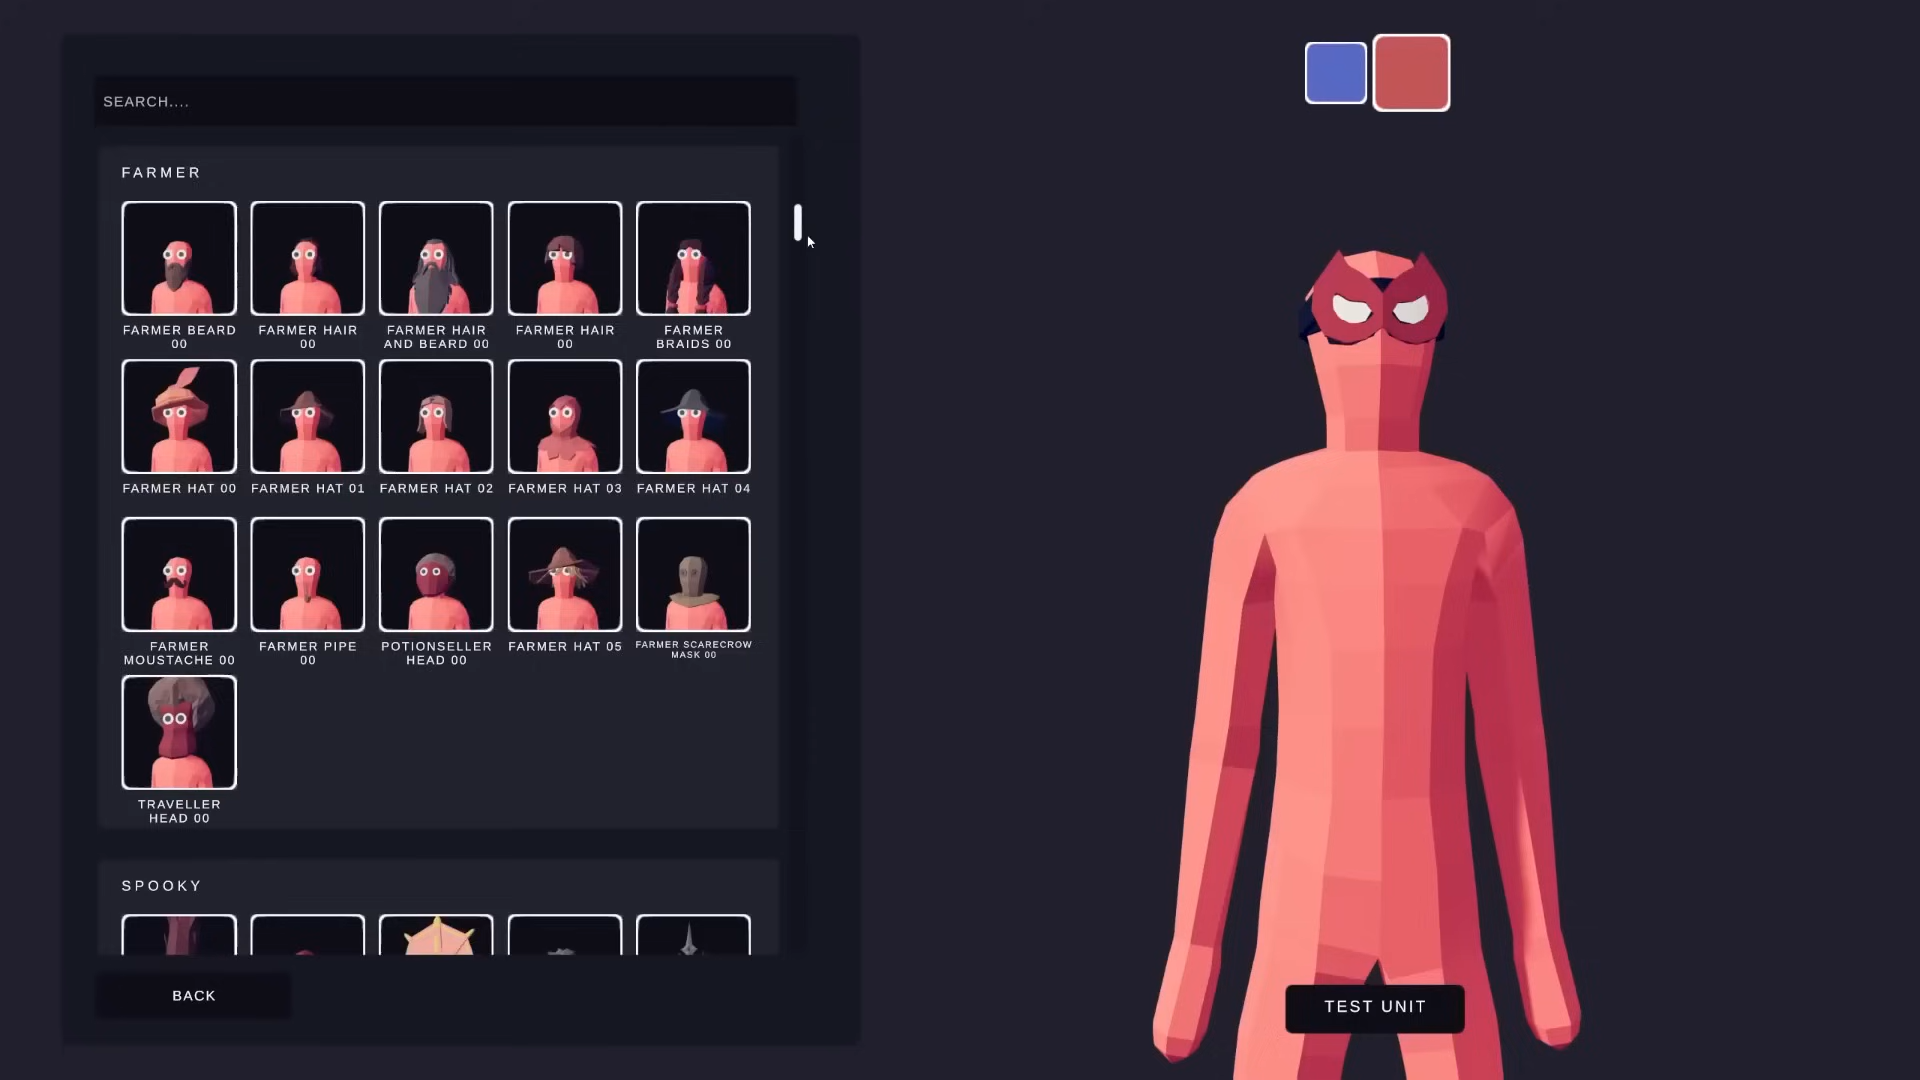 SEARCH....
FARMER
FARMER BEARD
00
FARMER HAIR
00
FARMER HAIR
AND BEARD 00
FARMER HAIR
00
FARMER
BRAIDS 00
FARMER HAT 00
FARMER HAT 01
FARMER HAT 02
FARMER HAT 03
FARMER HAT 04
FARMER
MOUSTACHE 00
FARMER PIPE
00
POTIONSELLER
HEAD 00
FARMER HAT 05
FARMER SCARECROW
MASK 00
TRAVELLER
HEAD 00
SPOOKY
BACK
TEST UNIT